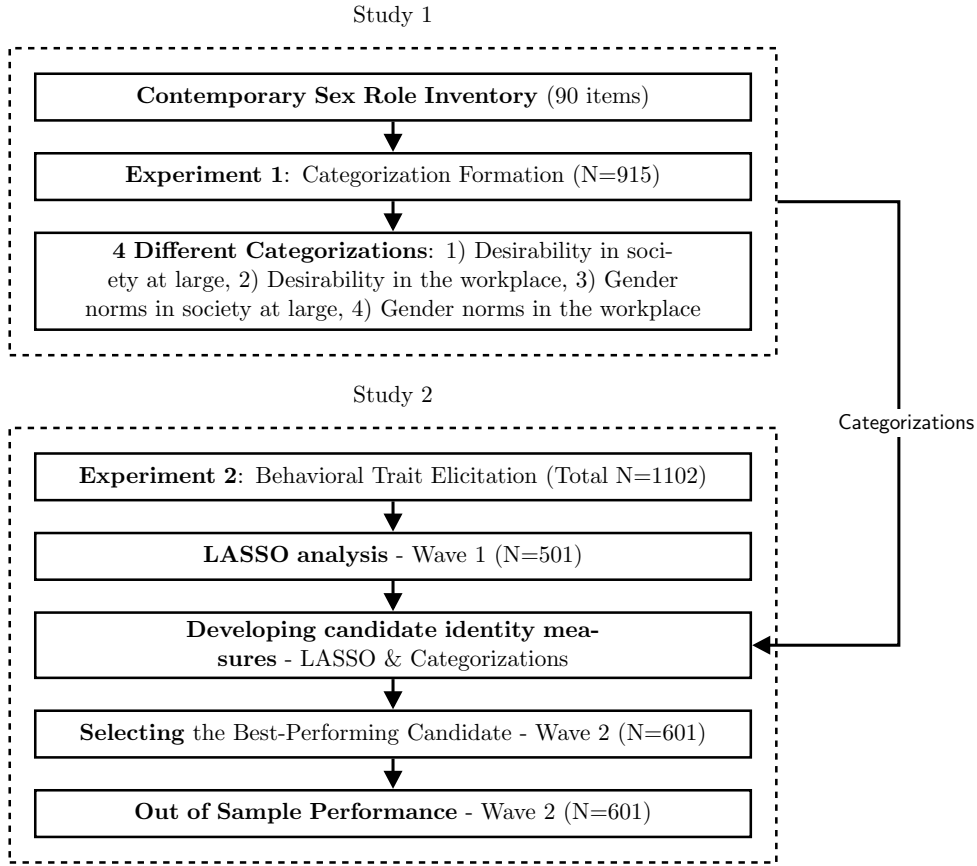 Study 1
Contemporary Sex Role Inventory (90 items)
Experiment 1: Categorization Formation (N=915)
4 Different Categorizations: 1) Desirability in soci-
ety at large, 2) Desirability in the workplace, 3) Gender
norms in society at large, 4) Gender norms in the workplace
Study 2
Categorizations
Experiment 2: Behavioral Trait Elicitation (Total N=1102)
LASSO analysis - Wave 1 (N=501)
Developing candidate identity mea-
sures - LASSO & Categorizations
Selecting the Best-Performing Candidate - Wave 2 (N=601)
Out of Sample Performance - Wave 2 (N=601)